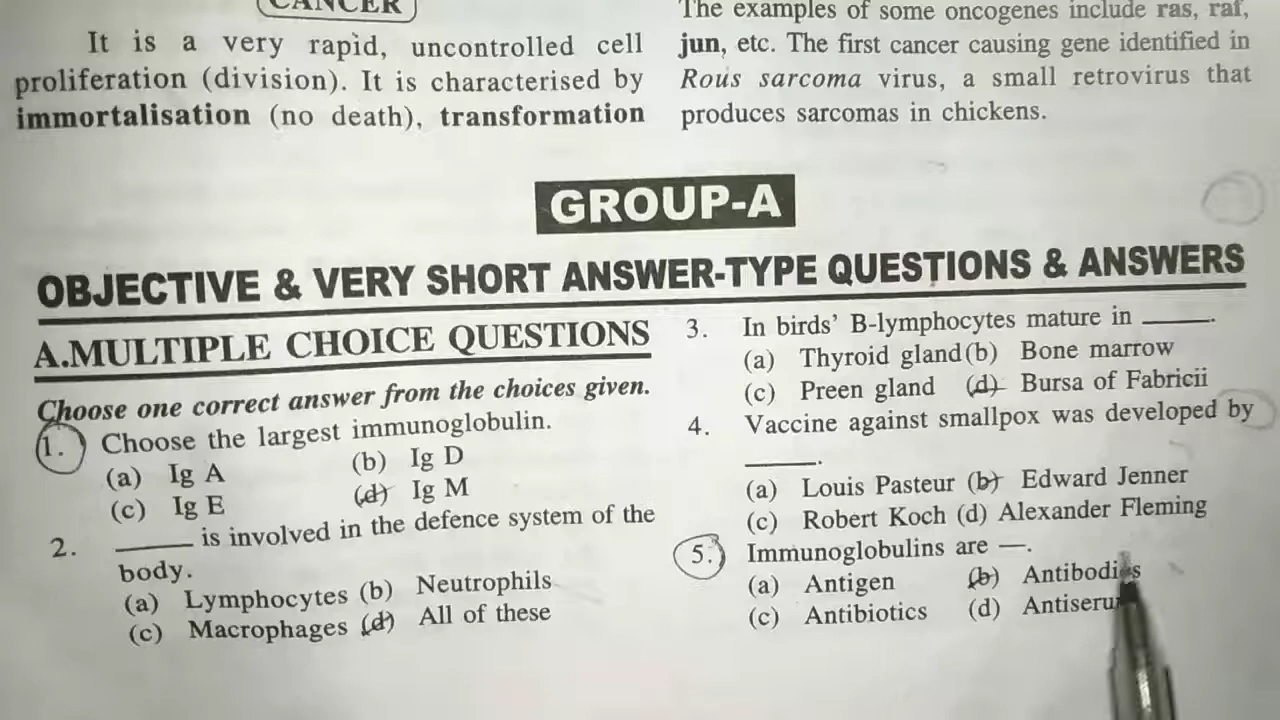 CANCER
It is a very rapid, uncontrolled cell
proliferation (division). It is characterised by
immortalisation (no death), transformation
The examples of some oncogenes include ras, raf,
jun, etc. The first cancer causing gene identified in
Rous sarcoma virus, a small retrovirus that
produces sarcomas in chickens.
GROUP-A
OBJECTIVE & VERY SHORT ANSWER-TYPE QUESTIONS & ANSWERS
A.MULTIPLE CHOICE QUESTIONS
Choose one correct answer from the choices given.
1. Choose the largest immunoglobulin.
(a) Ig A (b) Ig D
(c) Ig E (d) Ig M
2. _____ is involved in the defence system of the
body.
(a) Lymphocytes (b) Neutrophils
(c) Macrophages (d) All of these
3. In birds' B-lymphocytes mature in _____.
(a) Thyroid gland (b) Bone marrow
(c) Preen gland (d) Bursa of Fabricii
4. Vaccine against smallpox was developed by
_____.
(a) Louis Pasteur (b) Edward Jenner
(c) Robert Koch (d) Alexander Fleming
5. Immunoglobulins are —.
(a) Antigen (b) Antibodies
(c) Antibiotics (d)